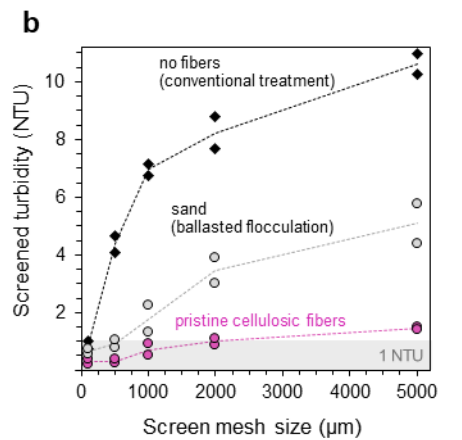 b
no fibers
(conventional treatment)
sand
(ballasted flocculation)
pristine cellulosic fibers
1 NTU
Screened turbidity (NTU)
10
8
6
4
2
0 1000 2000 3000 4000 5000
Screen mesh size (µm)